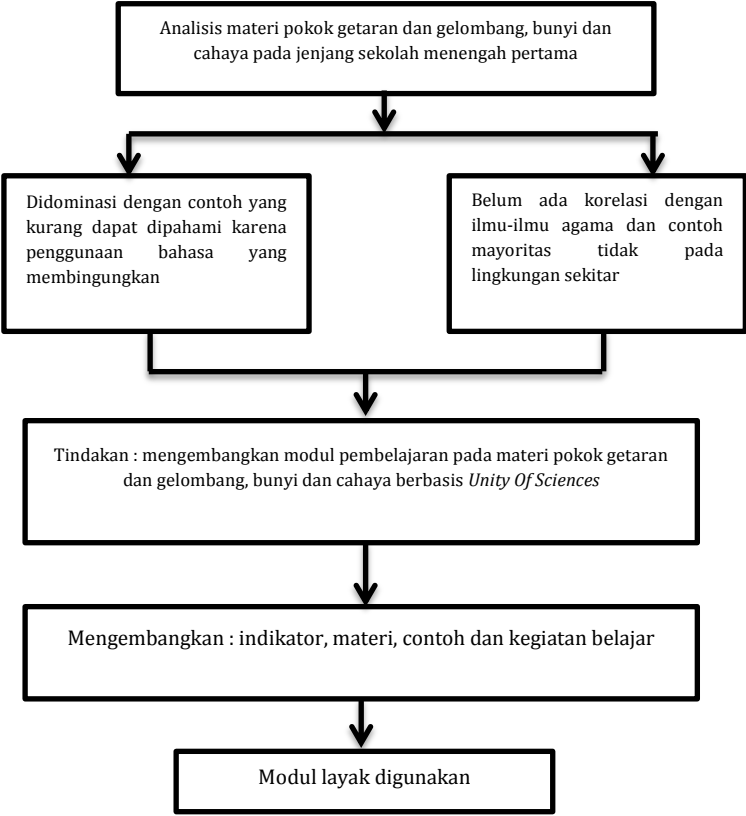 Analisis materi pokok getaran dan gelombang, bunyi dan
cahaya pada jenjang sekolah menengah pertama
Didominasi dengan contoh yang
kurang dapat dipahami karena
penggunaan bahasa yang
membingungkan
Belum ada korelasi dengan
ilmu-ilmu agama dan contoh
mayoritas tidak pada
lingkungan sekitar
Tindakan : mengembangkan modul pembelajaran pada materi pokok getaran
dan gelombang, bunyi dan cahaya berbasis Unity Of Sciences
Mengembangkan : indikator, materi, contoh dan kegiatan belajar
Modul layak digunakan